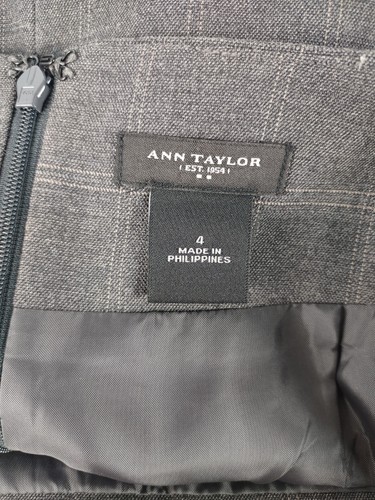 ANN TAYLOR
EST. 1954
4
MADE IN
PHILIPPINES